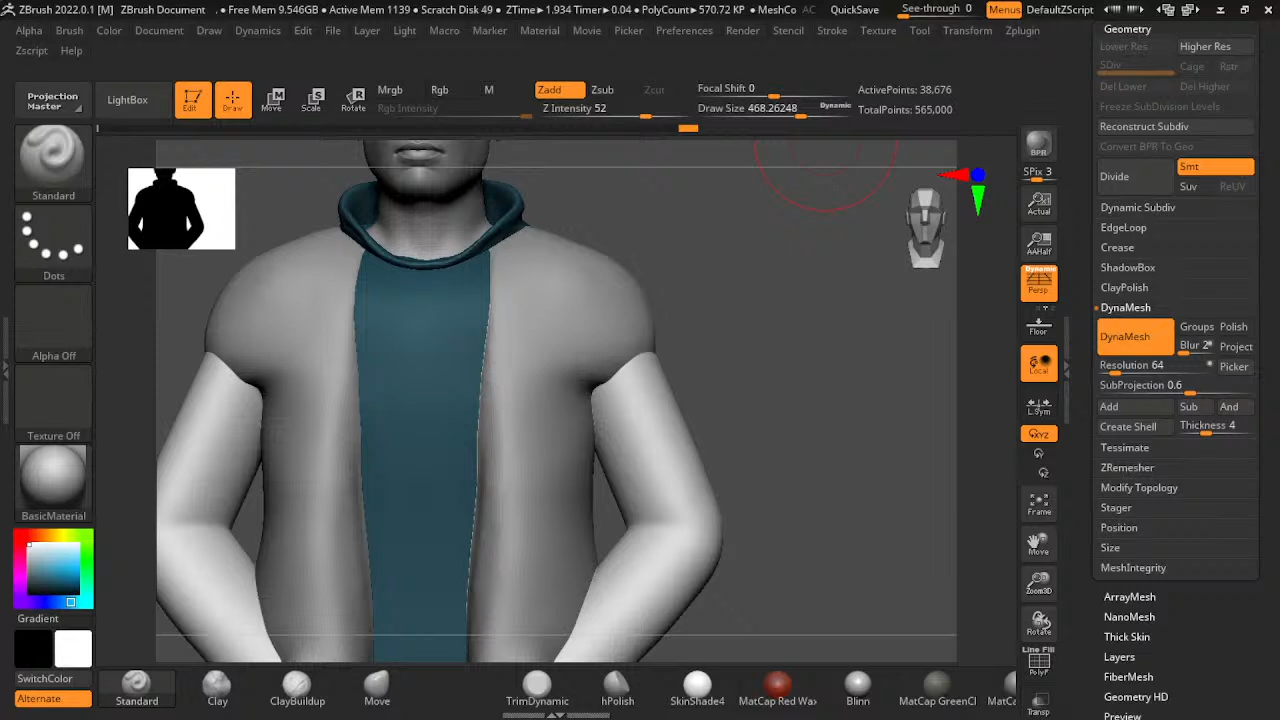 ZBrush 2022.0.1 [M] ZBrush Document . • Free Mem 9.546GB • Active Mem 1139 • Scratch Disk 49 • ZTime▸1.934 Timer▸0.04 • PolyCount▸570.72 KP • MeshCo AC QuickSave See-through 0 Menus DefaultZScript
Alpha Brush Color Document Draw Dynamics Edit File Layer Light Macro Marker Material Movie Picker Preferences Render Stencil Stroke Texture Tool Transform Zplugin
Zscript Help
Projection Master
LightBox
Edit
Draw
Move
Scale
Rotate
Mrgb Rgb M
Rgb Intensity
Zadd Zsub Zcut
Z Intensity 52
Focal Shift 0
Draw Size 468.26248 Dynamic
ActivePoints: 38,676
TotalPoints: 565,000
Standard
Dots
Alpha Off
Texture Off
BasicMaterial
Gradient
SwitchColor
Alternate
Standard
Clay
ClayBuildup
Move
TrimDynamic
hPolish
SkinShade4
MatCap Red Wax
Blinn
MatCap GreenCl
MatCa
BPR
SPix 3
Actual
AAHalf
Dynamic
Persp
Floor
Local
L.Sym
XYZ
Frame
Move
Zoom3D
Rotate
Line Fill
PolyF
Transp
Geometry
Lower Res Higher Res
SDiv Cage Rstr
Del Lower Del Higher
Freeze SubDivision Levels
Reconstruct Subdiv
Convert BPR To Geo
Divide Smt
Suv ReUV
Dynamic Subdiv
EdgeLoop
Crease
ShadowBox
ClayPolish
DynaMesh
DynaMesh Groups Polish
Blur 2 Project
Resolution 64 Picker
SubProjection 0.6
Add Sub And
Create Shell Thickness 4
Tessimate
ZRemesher
Modify Topology
Stager
Position
Size
MeshIntegrity
ArrayMesh
NanoMesh
Thick Skin
Layers
FiberMesh
Geometry HD
Preview